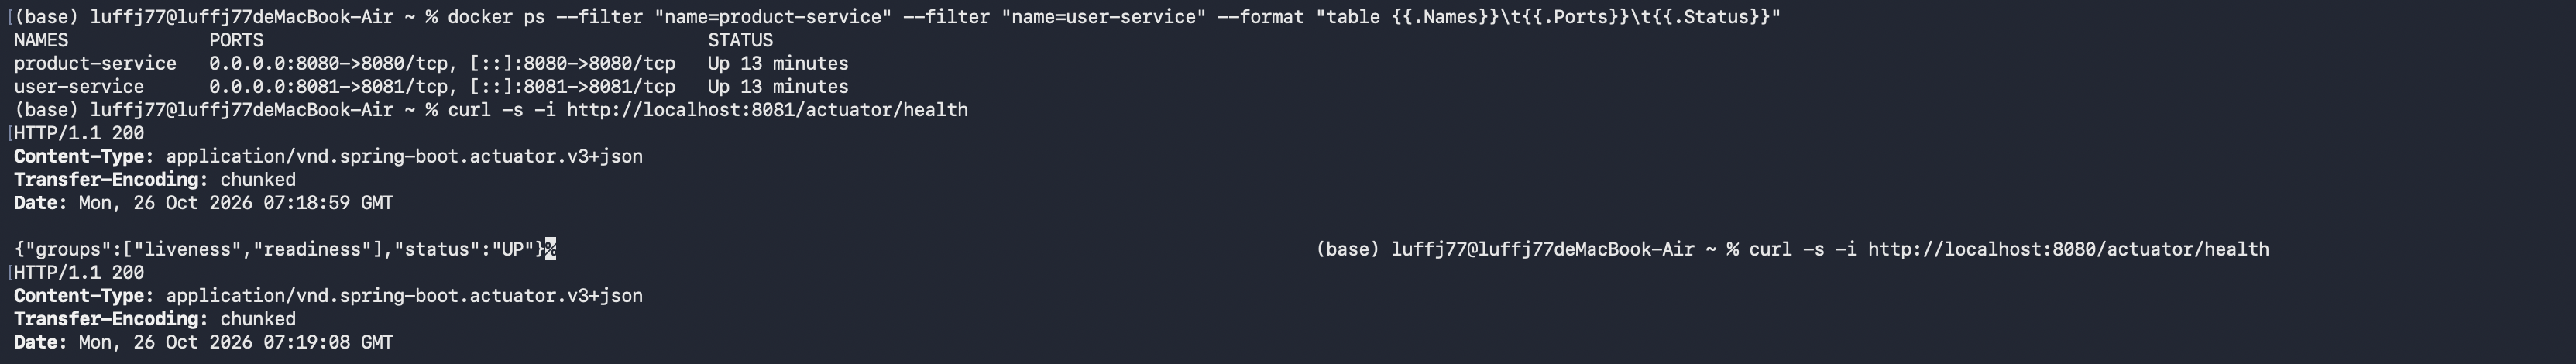 [(base) luffj77@luffj77deMacBook-Air ~ % docker ps --filter "name=product-service" --filter "name=user-service" --format "table {{.Names}}\t{{.Ports}}\t{{.Status}}"
NAMES PORTS STATUS
product-service 0.0.0.0:8080->8080/tcp, [::]:8080->8080/tcp Up 13 minutes
user-service 0.0.0.0:8081->8081/tcp, [::]:8081->8081/tcp Up 13 minutes
(base) luffj77@luffj77deMacBook-Air ~ % curl -s -i http://localhost:8081/actuator/health
[HTTP/1.1 200
Content-Type: application/vnd.spring-boot.actuator.v3+json
Transfer-Encoding: chunked
Date: Mon, 26 Oct 2026 07:18:59 GMT
{"groups":["liveness","readiness"],"status":"UP"}% (base) luffj77@luffj77deMacBook-Air ~ % curl -s -i http://localhost:8080/actuator/health
[HTTP/1.1 200
Content-Type: application/vnd.spring-boot.actuator.v3+json
Transfer-Encoding: chunked
Date: Mon, 26 Oct 2026 07:19:08 GMT